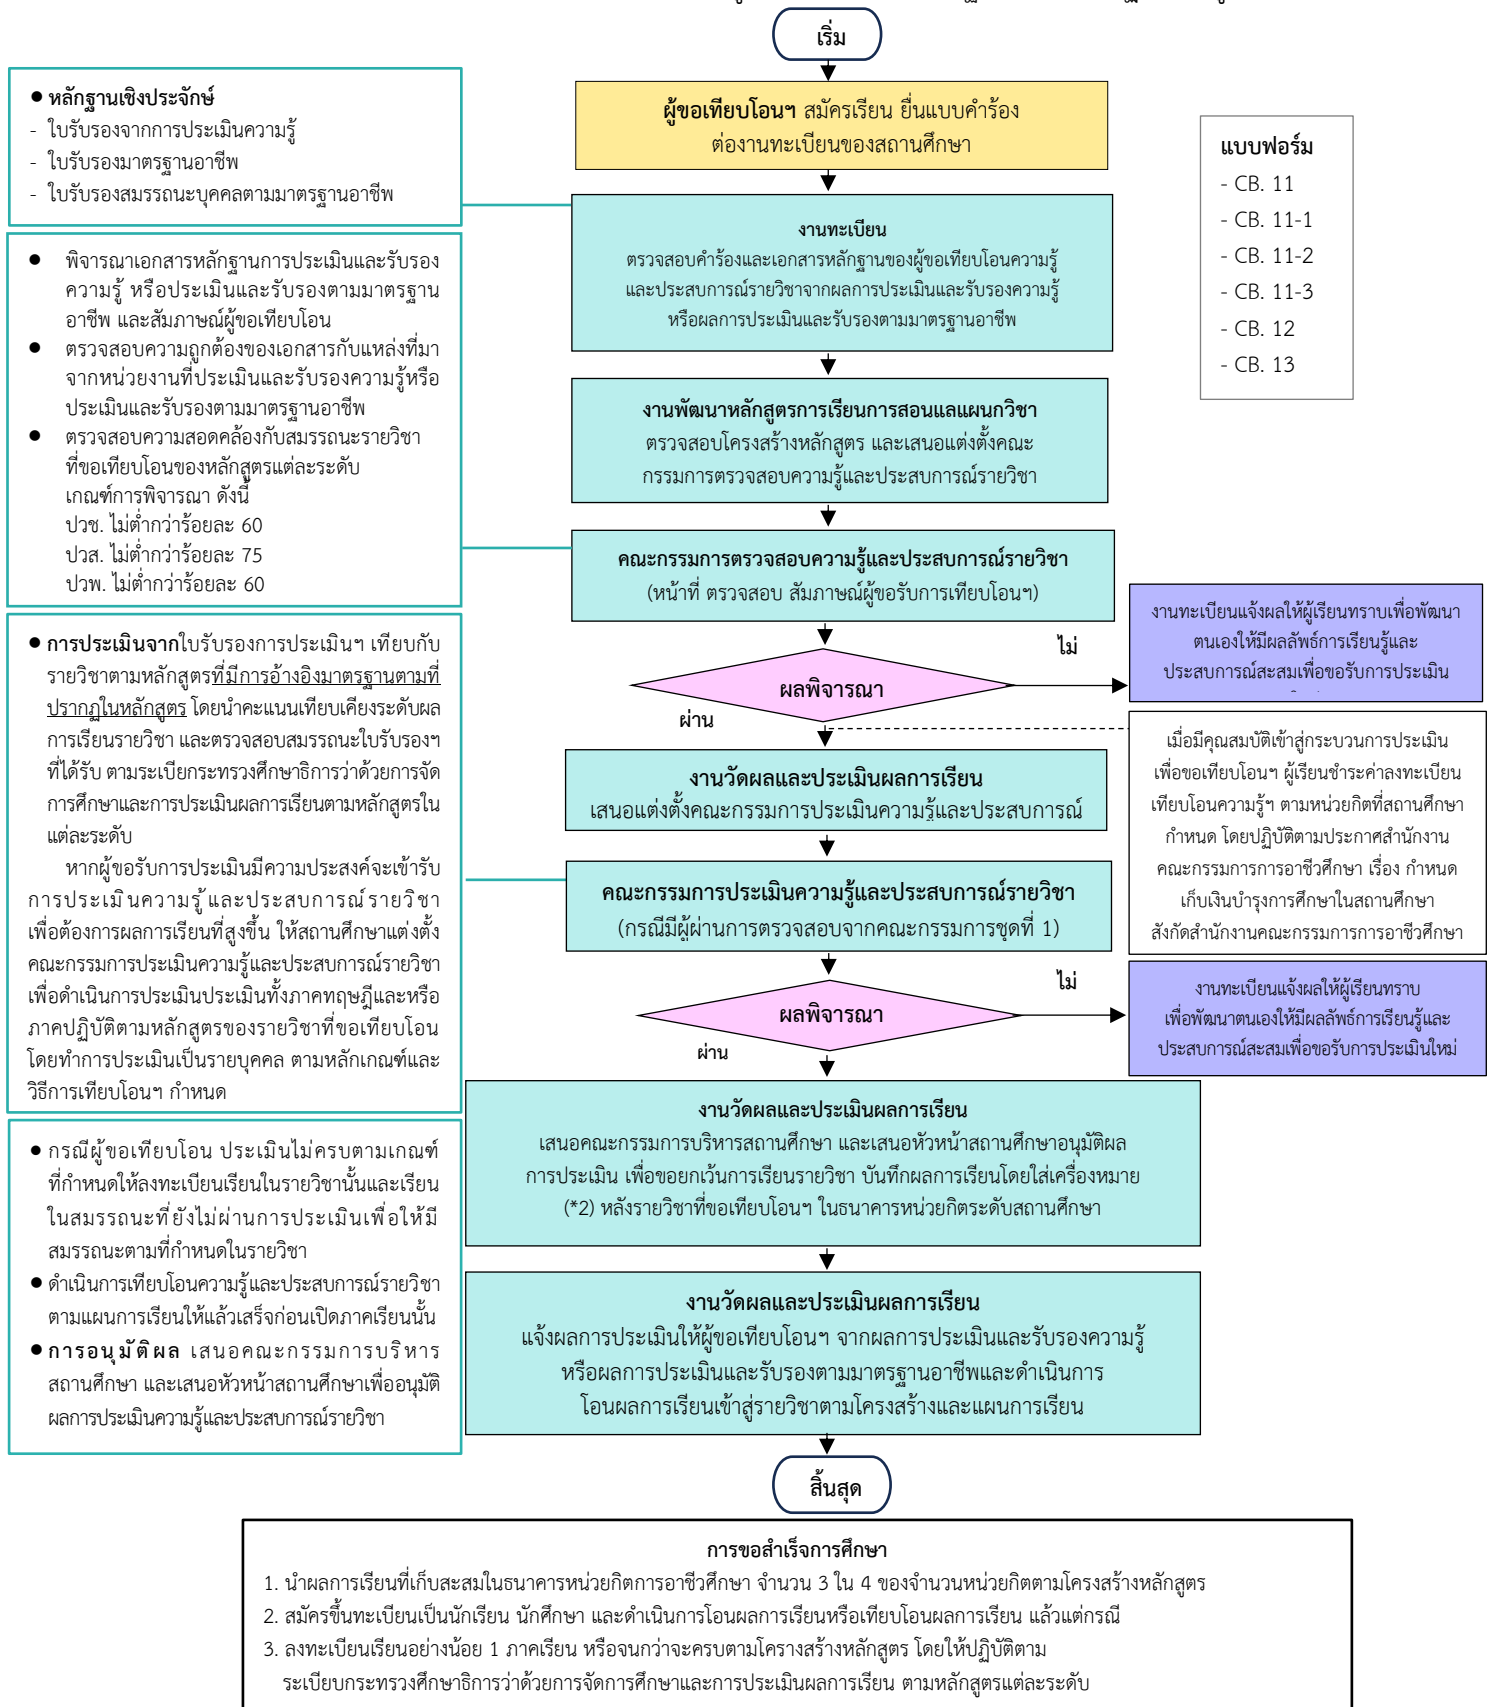 เริ่ม
ผู้ขอเทียบโอนฯ สมัครเรียน ยื่นแบบคำร้อง
ต่องานทะเบียนของสถานศึกษา
● หลักฐานเชิงประจักษ์
- ใบรับรองจากการประเมินความรู้
- ใบรับรองมาตรฐานอาชีพ
- ใบรับรองสมรรถนะบุคคลตามมาตรฐานอาชีพ
แบบฟอร์ม
- CB. 11
- CB. 11-1
- CB. 11-2
- CB. 11-3
- CB. 12
- CB. 13
งานทะเบียน
ตรวจสอบคำร้องและเอกสารหลักฐานของผู้ขอเทียบโอนความรู้
และประสบการณ์รายวิชาจากผลการประเมินและรับรองความรู้
หรือผลการประเมินและรับรองตามมาตรฐานอาชีพ
● พิจารณาเอกสารหลักฐานการประเมินและรับรอง
ความรู้ หรือประเมินและรับรองตามมาตรฐาน
อาชีพ และสัมภาษณ์ผู้ขอเทียบโอน
● ตรวจสอบความถูกต้องของเอกสารกับแหล่งที่มา
จากหน่วยงานที่ประเมินและรับรองความรู้หรือ
ประเมินและรับรองตามมาตรฐานอาชีพ
● ตรวจสอบความสอดคล้องกับสมรรถนะรายวิชา
ที่ขอเทียบโอนของหลักสูตรแต่ละระดับ
เกณฑ์การพิจารณา ดังนี้
ปวช. ไม่ต่ำกว่าร้อยละ 60
ปวส. ไม่ต่ำกว่าร้อยละ 75
ปวพ. ไม่ต่ำกว่าร้อยละ 60
งานพัฒนาหลักสูตรการเรียนการสอนแลแผนกวิชา
ตรวจสอบโครงสร้างหลักสูตร และเสนอแต่งตั้งคณะ
กรรมการตรวจสอบความรู้และประสบการณ์รายวิชา
คณะกรรมการตรวจสอบความรู้และประสบการณ์รายวิชา
(หน้าที่ ตรวจสอบ สัมภาษณ์ผู้ขอรับการเทียบโอนฯ)
ผลพิจารณา
ไม่
ผ่าน
งานทะเบียนแจ้งผลให้ผู้เรียนทราบเพื่อพัฒนา
ตนเองให้มีผลลัพธ์การเรียนรู้และ
ประสบการณ์สะสมเพื่อขอรับการประเมิน
● การประเมินจากใบรับรองการประเมินฯ เทียบกับ
รายวิชาตามหลักสูตรที่มีการอ้างอิงมาตรฐานตามที่
ปรากฏในหลักสูตร โดยนำคะแนนเทียบเคียงระดับผล
การเรียนรายวิชา และตรวจสอบสมรรถนะใบรับรองฯ
ที่ได้รับ ตามระเบียกระทรวงศึกษาธิการว่าด้วยการจัด
การศึกษาและการประเมินผลการเรียนตามหลักสูตรใน
แต่ละระดับ
หากผู้ขอรับการประเมินมีความประสงค์จะเข้ารับ
การประเมินความรู้และประสบการณ์รายวิชา
เพื่อต้องการผลการเรียนที่สูงขึ้น ให้สถานศึกษาแต่งตั้ง
คณะกรรมการประเมินความรู้และประสบการณ์รายวิชา
เพื่อดำเนินการประเมินประเมินทั้งภาคทฤษฎีและหรือ
ภาคปฏิบัติตามหลักสูตรของรายวิชาที่ขอเทียบโอน
โดยทำการประเมินเป็นรายบุคคล ตามหลักเกณฑ์และ
วิธีการเทียบโอนฯ กำหนด
งานวัดผลและประเมินผลการเรียน
เสนอแต่งตั้งคณะกรรมการประเมินความรู้และประสบการณ์
เมื่อมีคุณสมบัติเข้าสู่กระบวนการประเมิน
เพื่อขอเทียบโอนฯ ผู้เรียนชำระค่าลงทะเบียน
เทียบโอนความรู้ฯ ตามหน่วยกิตที่สถานศึกษา
กำหนด โดยปฏิบัติตามประกาศสำนักงาน
คณะกรรมการการอาชีวศึกษา เรื่อง กำหนด
เก็บเงินบำรุงการศึกษาในสถานศึกษา
สังกัดสำนักงานคณะกรรมการการอาชีวศึกษา
คณะกรรมการประเมินความรู้และประสบการณ์รายวิชา
(กรณีมีผู้ผ่านการตรวจสอบจากคณะกรรมการชุดที่ 1)
ผลพิจารณา
ไม่
ผ่าน
งานทะเบียนแจ้งผลให้ผู้เรียนทราบ
เพื่อพัฒนาตนเองให้มีผลลัพธ์การเรียนรู้และ
ประสบการณ์สะสมเพื่อขอรับการประเมินใหม่
งานวัดผลและประเมินผลการเรียน
เสนอคณะกรรมการบริหารสถานศึกษา และเสนอหัวหน้าสถานศึกษาอนุมัติผล
การประเมิน เพื่อขอยกเว้นการเรียนรายวิชา บันทึกผลการเรียนโดยใส่เครื่องหมาย
(*2) หลังรายวิชาที่ขอเทียบโอนฯ ในธนาคารหน่วยกิตระดับสถานศึกษา
● กรณีผู้ขอเทียบโอน ประเมินไม่ครบตามเกณฑ์
ที่กำหนดให้ลงทะเบียนเรียนในรายวิชานั้นและเรียน
ในสมรรถนะที่ยังไม่ผ่านการประเมินเพื่อให้มี
สมรรถนะตามที่กำหนดในรายวิชา
● ดำเนินการเทียบโอนความรู้และประสบการณ์รายวิชา
ตามแผนการเรียนให้แล้วเสร็จก่อนเปิดภาคเรียนนั้น
● การอนุมัติผล เสนอคณะกรรมการบริหาร
สถานศึกษา และเสนอหัวหน้าสถานศึกษาเพื่ออนุมัติ
ผลการประเมินความรู้และประสบการณ์รายวิชา
งานวัดผลและประเมินผลการเรียน
แจ้งผลการประเมินให้ผู้ขอเทียบโอนฯ จากผลการประเมินและรับรองความรู้
หรือผลการประเมินและรับรองตามมาตรฐานอาชีพและดำเนินการ
โอนผลการเรียนเข้าสู่รายวิชาตามโครงสร้างและแผนการเรียน
สิ้นสุด
การขอสำเร็จการศึกษา
1. นำผลการเรียนที่เก็บสะสมในธนาคารหน่วยกิตการอาชีวศึกษา จำนวน 3 ใน 4 ของจำนวนหน่วยกิตตามโครงสร้างหลักสูตร
2. สมัครขึ้นทะเบียนเป็นนักเรียน นักศึกษา และดำเนินการโอนผลการเรียนหรือเทียบโอนผลการเรียน แล้วแต่กรณี
3. ลงทะเบียนเรียนอย่างน้อย 1 ภาคเรียน หรือจนกว่าจะครบตามโครางสร้างหลักสูตร โดยให้ปฏิบัติตาม
ระเบียบกระทรวงศึกษาธิการว่าด้วยการจัดการศึกษาและการประเมินผลการเรียน ตามหลักสูตรแต่ละระดับ